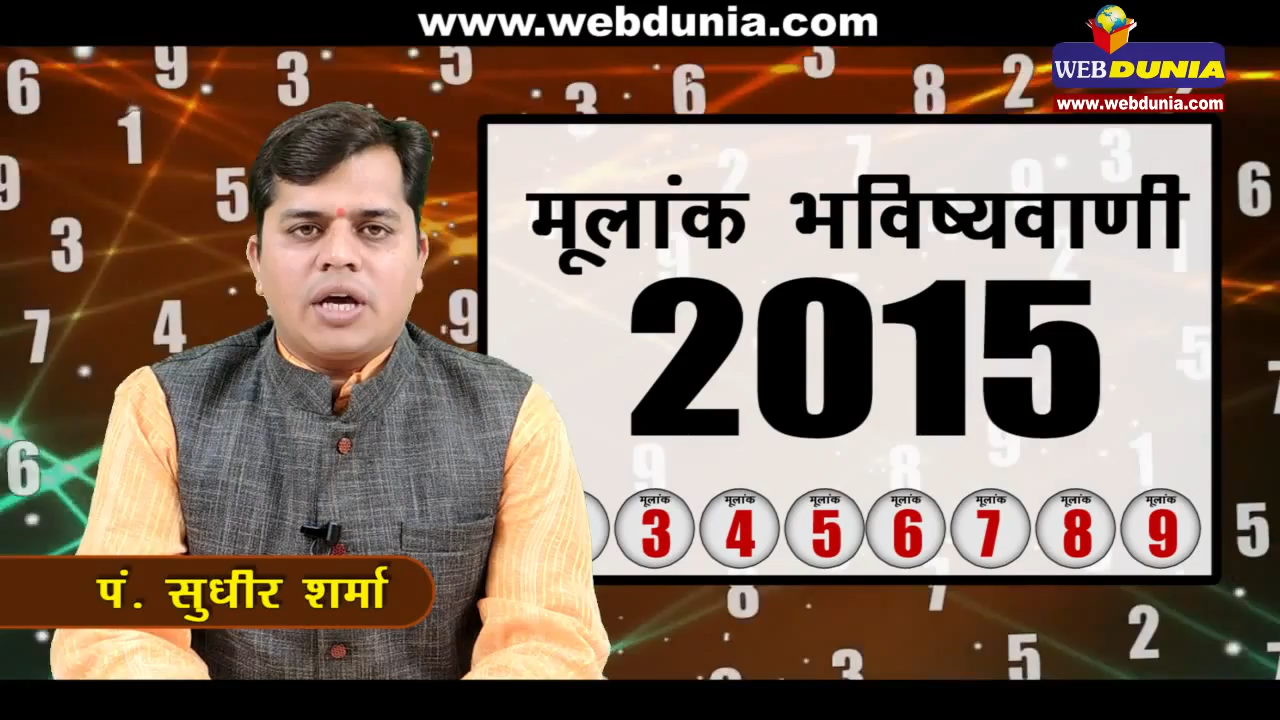 www.webdunia.com
WEBDUNIA
www.webdunia.com
मूलांक भविष्यवाणी
2015
मूलांक मूलांक मूलांक मूलांक मूलांक मूलांक मूलांक
3 4 5 6 7 8 9
पं. सुधीर शर्मा